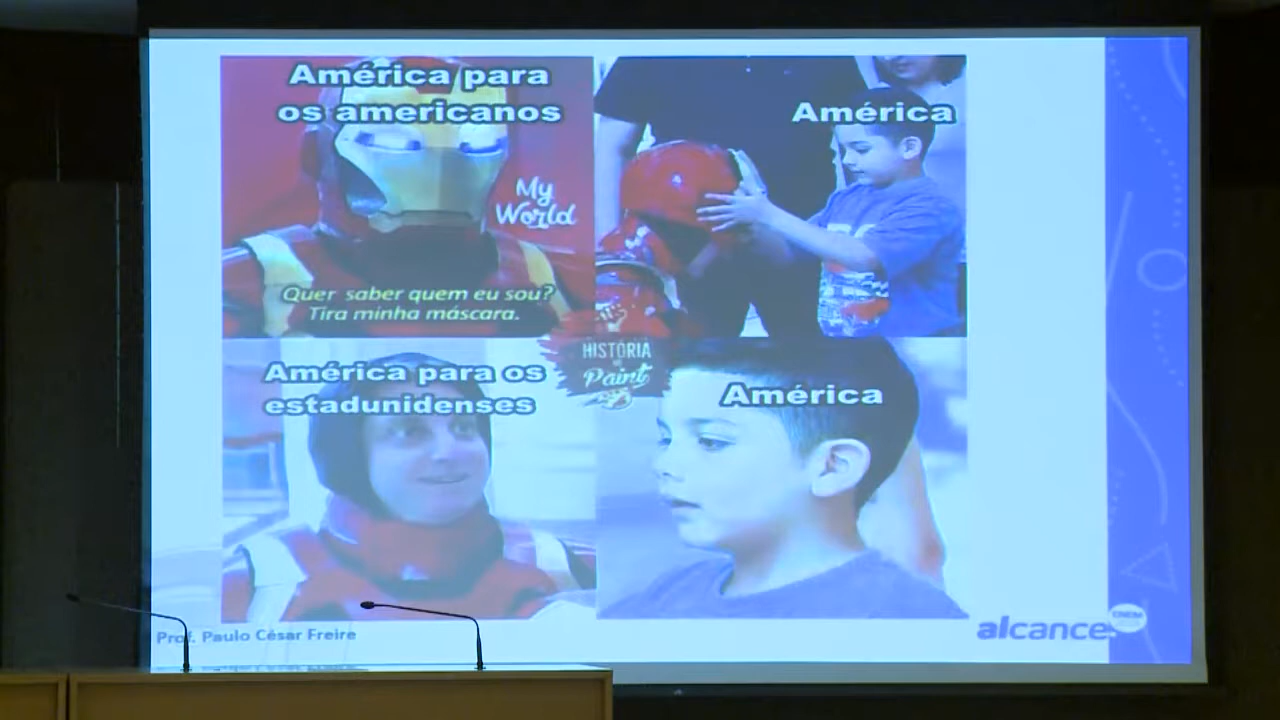 América para
os americanos
My
World
Quer saber quem eu sou?
Tira minha máscara.
América
HISTÓRIA
Paint
América para os
estadunidenses
América
Prof. Paulo César Freire
alcance.
ENEM